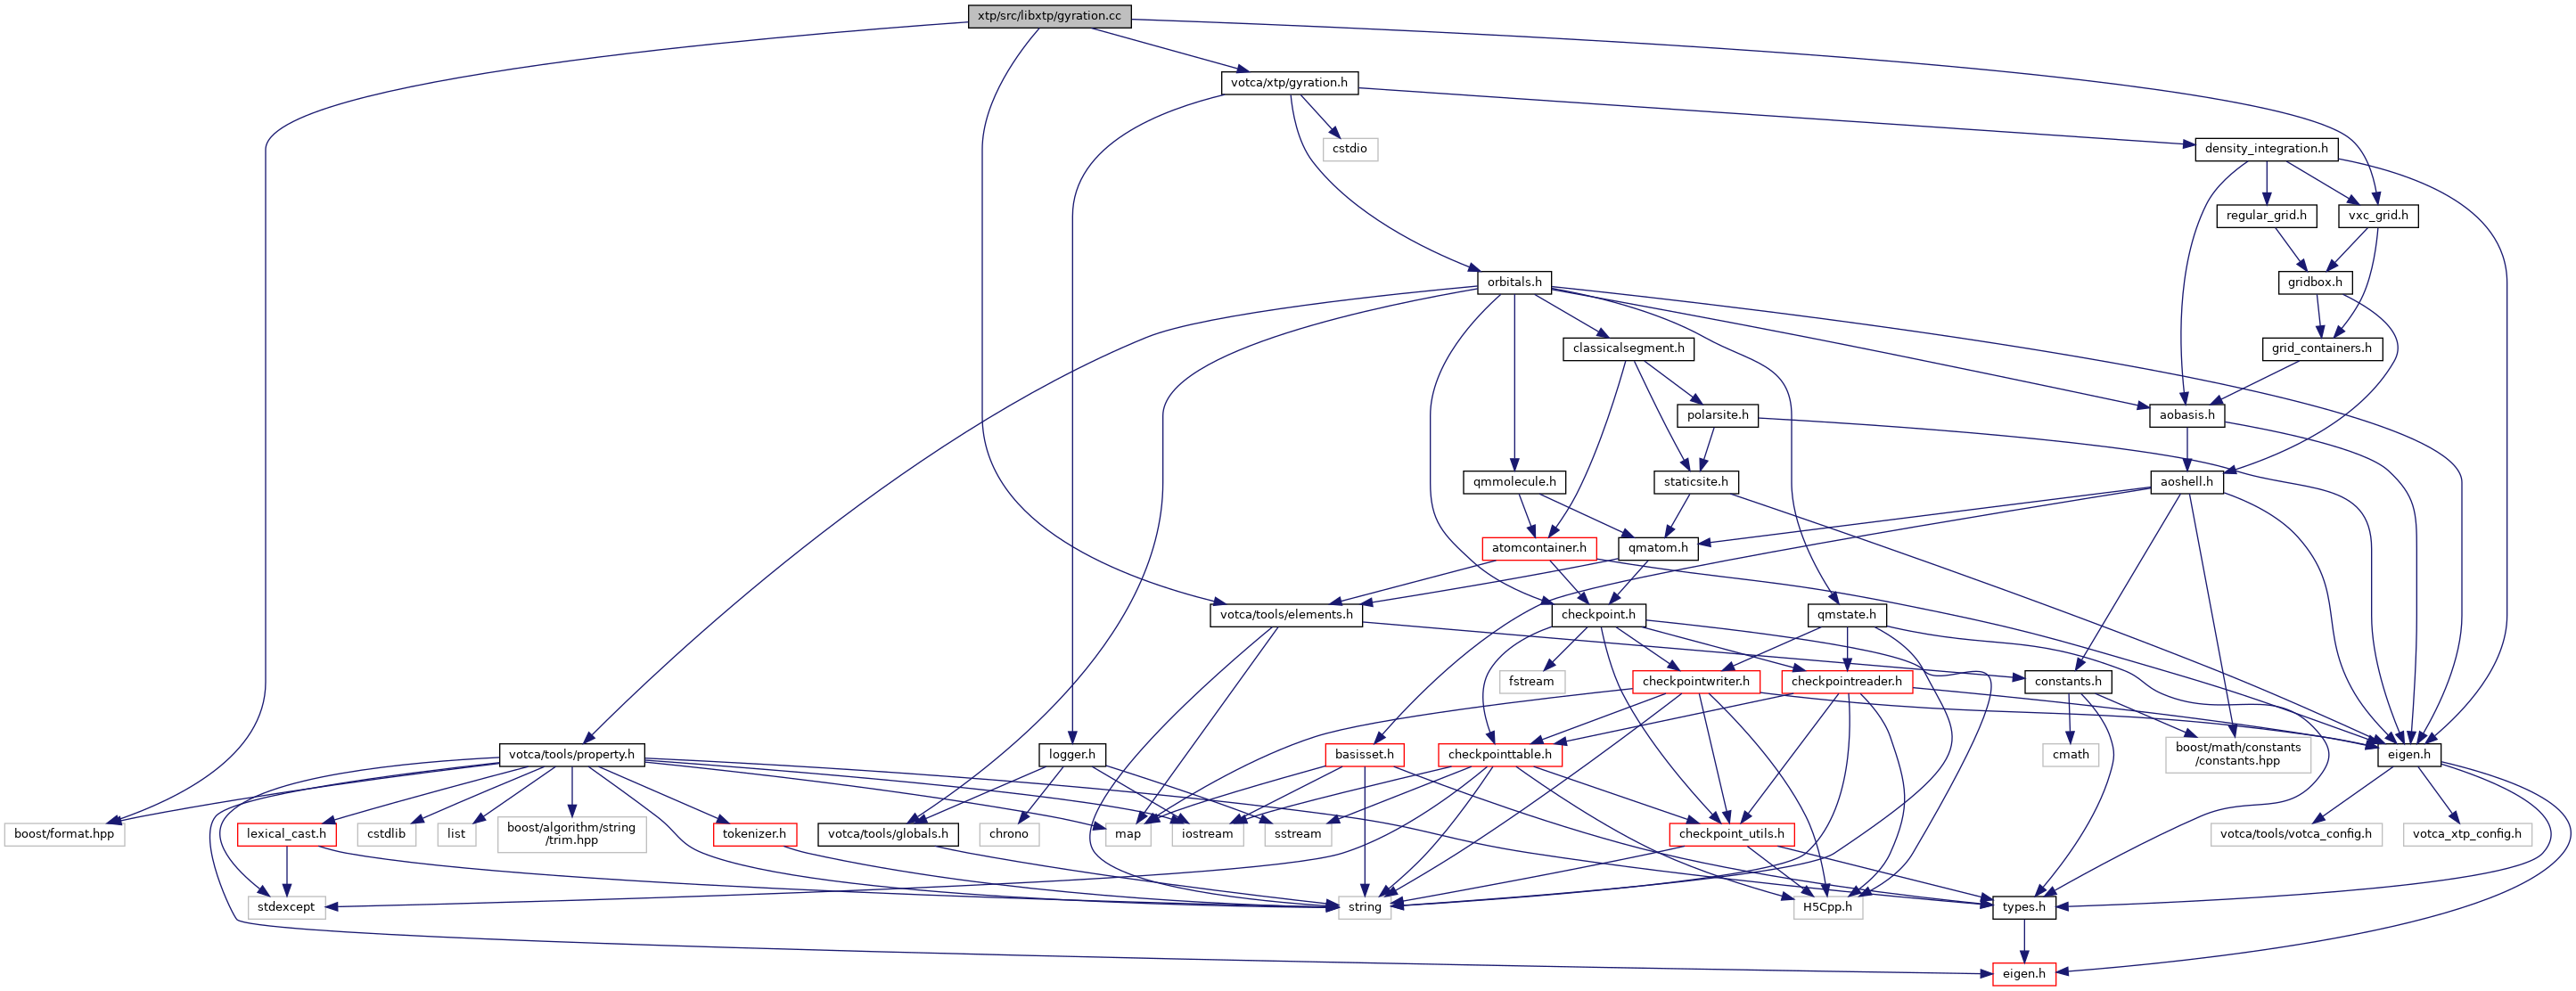 xtp/src/libxtp/gyration.cc
votca/xtp/gyration.h
cstdio
density_integration.h
regular_grid.h
vxc_grid.h
orbitals.h
gridbox.h
classicalsegment.h
grid_containers.h
polarsite.h
aobasis.h
qmmolecule.h
staticsite.h
aoshell.h
atomcontainer.h
qmatom.h
votca/tools/elements.h
checkpoint.h
qmstate.h
fstream
checkpointwriter.h
checkpointreader.h
constants.h
votca/tools/property.h
logger.h
basisset.h
checkpointtable.h
cmath
boost/math/constants
/constants.hpp
eigen.h
boost/format.hpp
lexical_cast.h
cstdlib
list
boost/algorithm/string
/trim.hpp
tokenizer.h
votca/tools/globals.h
chrono
map
iostream
sstream
checkpoint_utils.h
votca/tools/votca_config.h
votca_xtp_config.h
stdexcept
string
H5Cpp.h
types.h
eigen.h